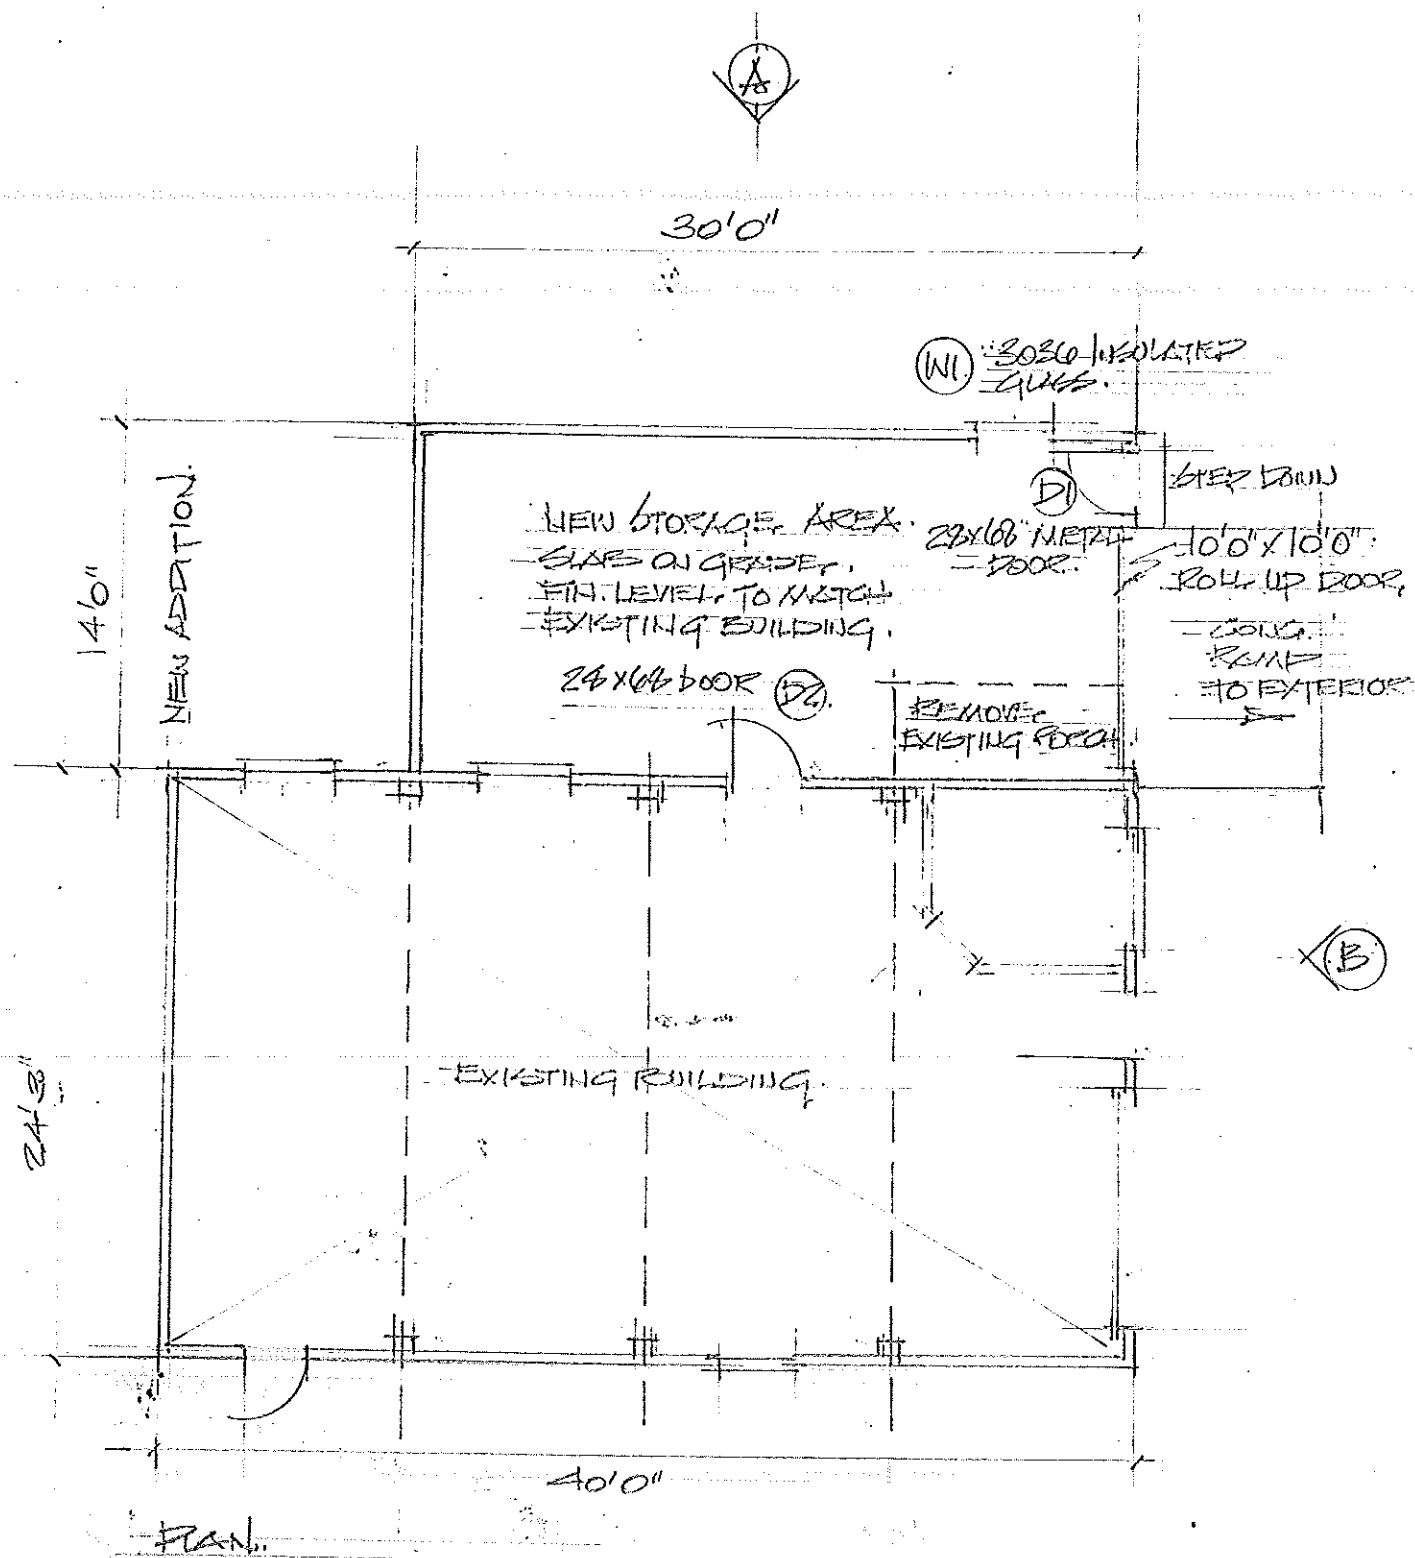 A
30'0"
W1. 3036 INSULATED
GLASS.
NEW ADDITION.
14'0"
D1
STEP DOWN
NEW STORAGE AREA.
SLAB ON GRADE,
FIN. LEVEL TO MATCH
EXISTING BUILDING.
28x68" METAL
DOOR.
10'0" X 10'0"
ROLL UP DOOR,
CONC.
RAMP
TO EXTERIOR
28x68 DOOR D2.
REMOVE
EXISTING PORCH.
B
EXISTING BUILDING.
24'3"
40'0"
PLAN.